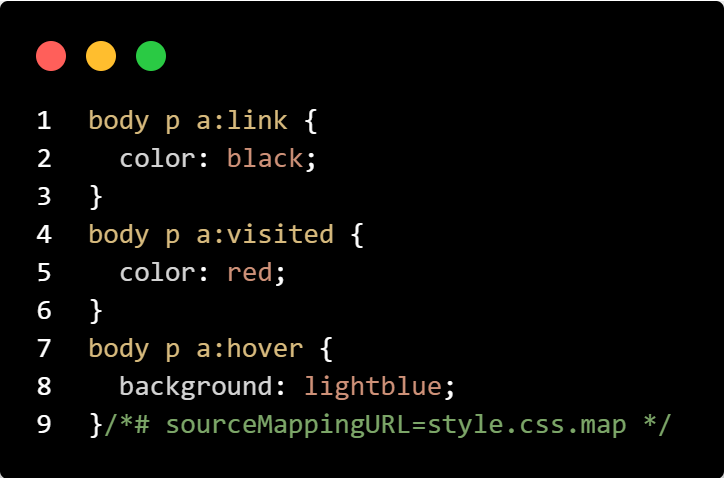 1 body p a:link {
2   color: black;
3 }
4 body p a:visited {
5   color: red;
6 }
7 body p a:hover {
8   background: lightblue;
9 }/*# sourceMappingURL=style.css.map */